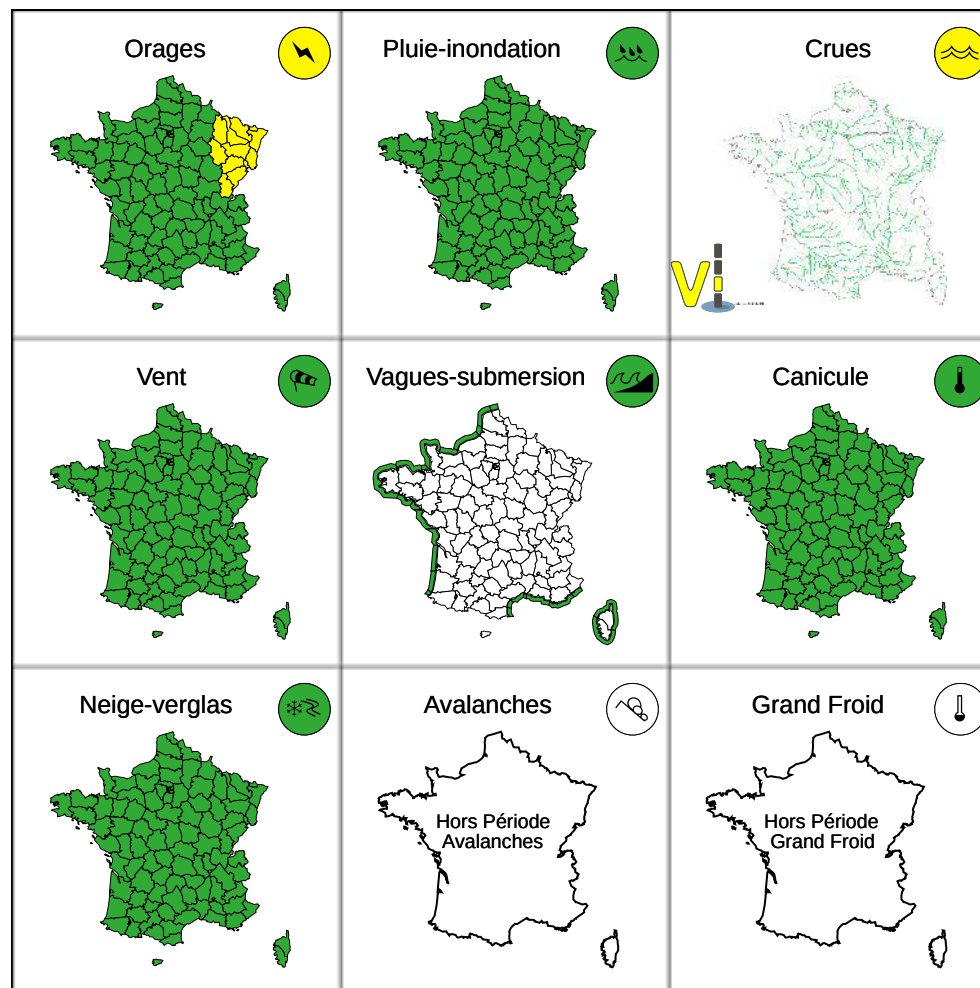 Orages
Pluie-inondation
Crues
Vi
Vent
Vagues-submersion
Canicule
Neige-verglas
Avalanches
Grand Froid
Hors Période
Avalanches
Hors Période
Grand Froid